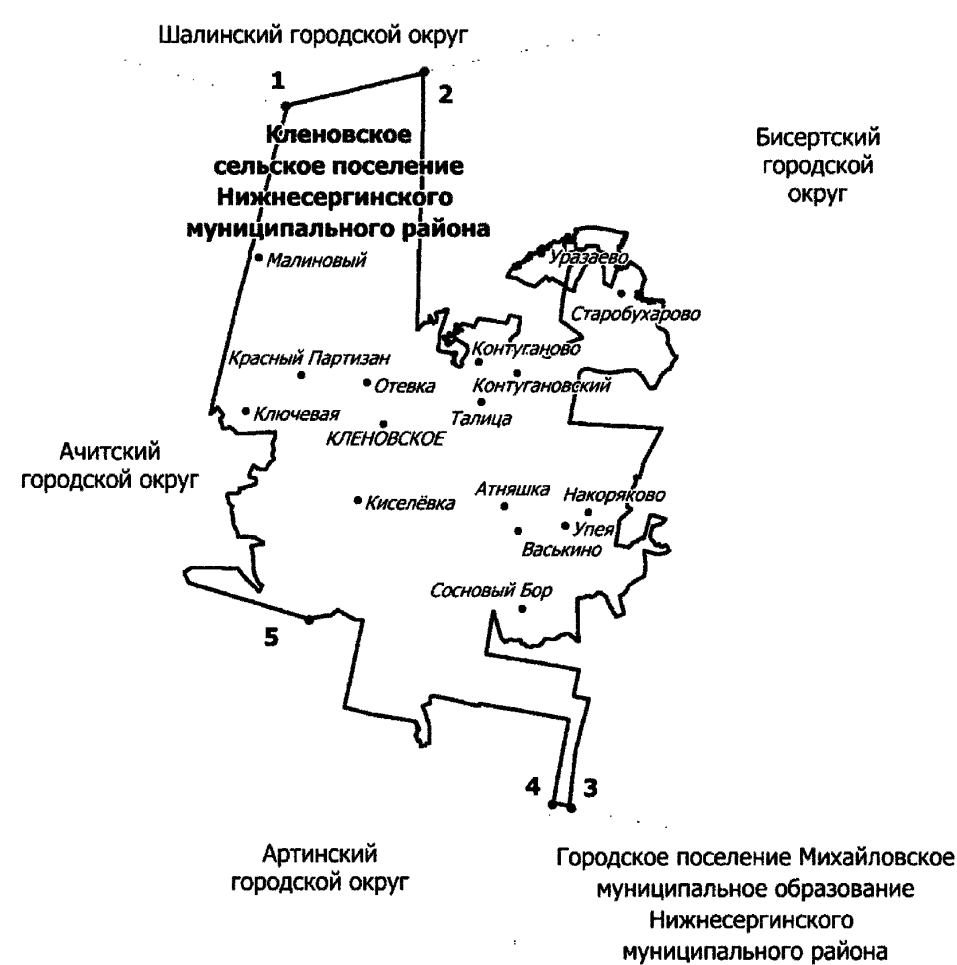 Шалинский городской округ
1
2
Кленовское
сельское поселение
Нижнесергинского
муниципального района
Бисертский
городской
округ
Малиновый
Уразаево
Старобухарово
Контуганово
Красный Партизан
Отевка
Контугановский
Ключевая
Талица
КЛЕНОВСКОЕ
Ачитский
городской округ
Киселёвка
Атняшка
Накоряково
Упея
Васькино
Сосновый Бор
5
4
3
Артинский
городской округ
Городское поселение Михайловское
муниципальное образование
Нижнесергинского
муниципального района